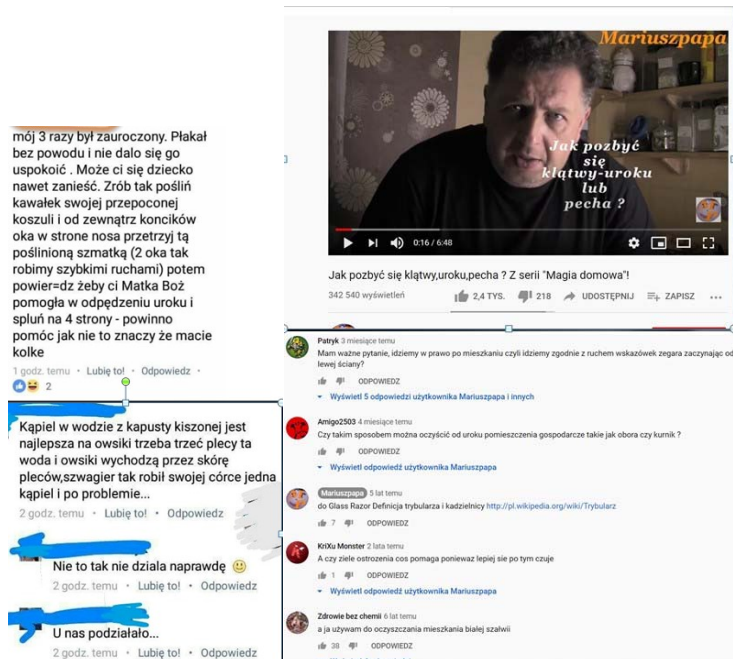 mój 3 razy był zauroczony. Płakał
bez powodu i nie dalo się go
uspokoić . Może ci się dziecko
nawet zanieść. Zrób tak pośliń
kawałek swojej przepoconej
koszuli i od zewnątrz koncików
oka w strone nosa przetrzyj tą
poślinioną szmatką (2 oka tak
robimy szybkimi ruchami) potem
powier=dz żeby ci Matka Boż
pomogła w odpędzeniu uroku i
spluń na 4 strony - powinno
pomóc jak nie to znaczy że macie
kolke
1 godz. temu · Lubię to! · Odpowiedz ·
2
Kąpiel w wodzie z kapusty kiszonej jest
najlepsza na owsiki trzeba trzeć plecy ta
woda i owsiki wychodzą przez skórę
pleców,szwagier tak robił swojej córce jedna
kąpiel i po problemie...
2 godz. temu · Lubię to! · Odpowiedz
Nie to tak nie dziala naprawdę 🙂
2 godz. temu · Lubię to! · Odpowiedz
U nas podziałało...
2 godz. temu · Lubię to! · Odpowiedz
Mariuszpapa
Jak pozbyć
się
klątwy-uroku
lub
pecha ?
0:16 / 6:48
Jak pozbyć się klątwy,uroku,pecha ? Z serii "Magia domowa"!
342 540 wyświetleń
2,4 TYS. 218 UDOSTĘPNIJ ZAPISZ ...
Patryk 3 miesiące temu
Mam ważne pytanie, idziemy w prawo po mieszkaniu czyli idziemy zgodnie z ruchem wskazówek zegara zaczynając od
lewej ściany?
ODPOWIEDZ
Wyświetl 5 odpowiedzi użytkownika Mariuszpapa i innych
Amigo2503 4 miesiące temu
Czy takim sposobem można oczyścić od uroku pomieszczenia gospodarcze takie jak obora czy kurnik ?
ODPOWIEDZ
Wyświetl odpowiedź użytkownika Mariuszpapa
Mariuszpapa 5 lat temu
do Glass Razor Definicja trybularza i kadzielnicy http://pl.wikipedia.org/wiki/Trybularz
7 ODPOWIEDZ
KriXu Monster 2 lata temu
A czy ziele ostrozenia cos pomaga poniewaz lepiej sie po tym czuje
1 ODPOWIEDZ
Wyświetl odpowiedź użytkownika Mariuszpapa
Zdrowie bez chemii 6 lat temu
a ja używam do oczyszczania mieszkania białej szałwii
38 ODPOWIEDZ